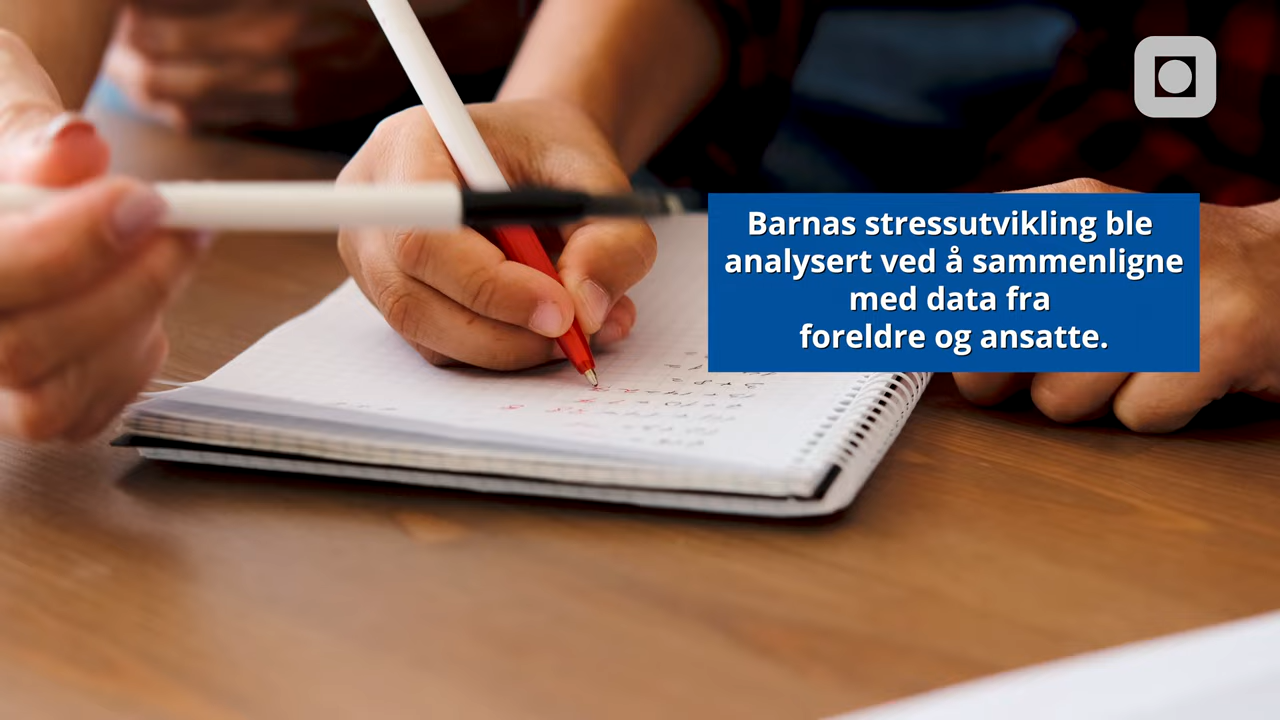 Barnas stressutvikling ble
analysert ved å sammenligne
med data fra
foreldre og ansatte.